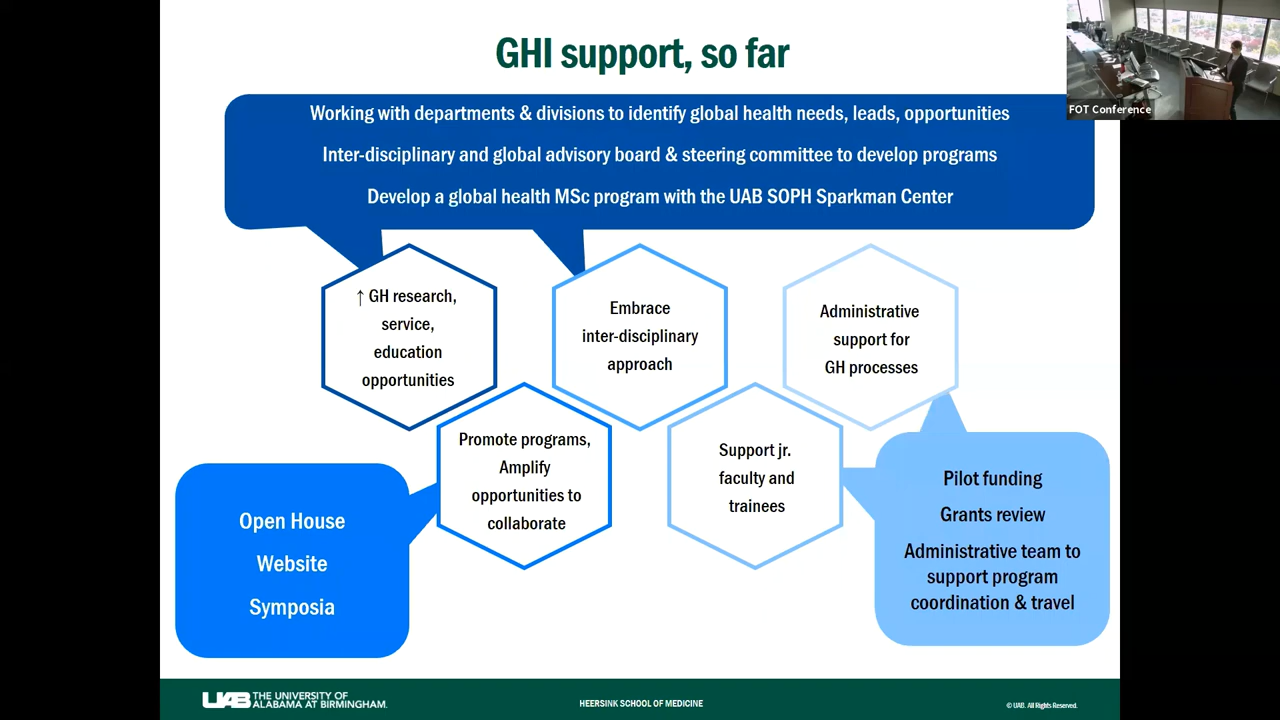 GHI support, so far
FOT Conference
Working with departments & divisions to identify global health needs, leads, opportunities
Inter-disciplinary and global advisory board & steering committee to develop programs
Develop a global health MSc program with the UAB SOPH Sparkman Center
↑ GH research,
service,
education
opportunities
Embrace
inter-disciplinary
approach
Administrative
support for
GH processes
Promote programs,
Amplify
opportunities to
collaborate
Support jr.
faculty and
trainees
Open House
Website
Symposia
Pilot funding
Grants review
Administrative team to
support program
coordination & travel
UAB THE UNIVERSITY OF
ALABAMA AT BIRMINGHAM.
HEERSINK SCHOOL OF MEDICINE
© UAB. All Rights Reserved.